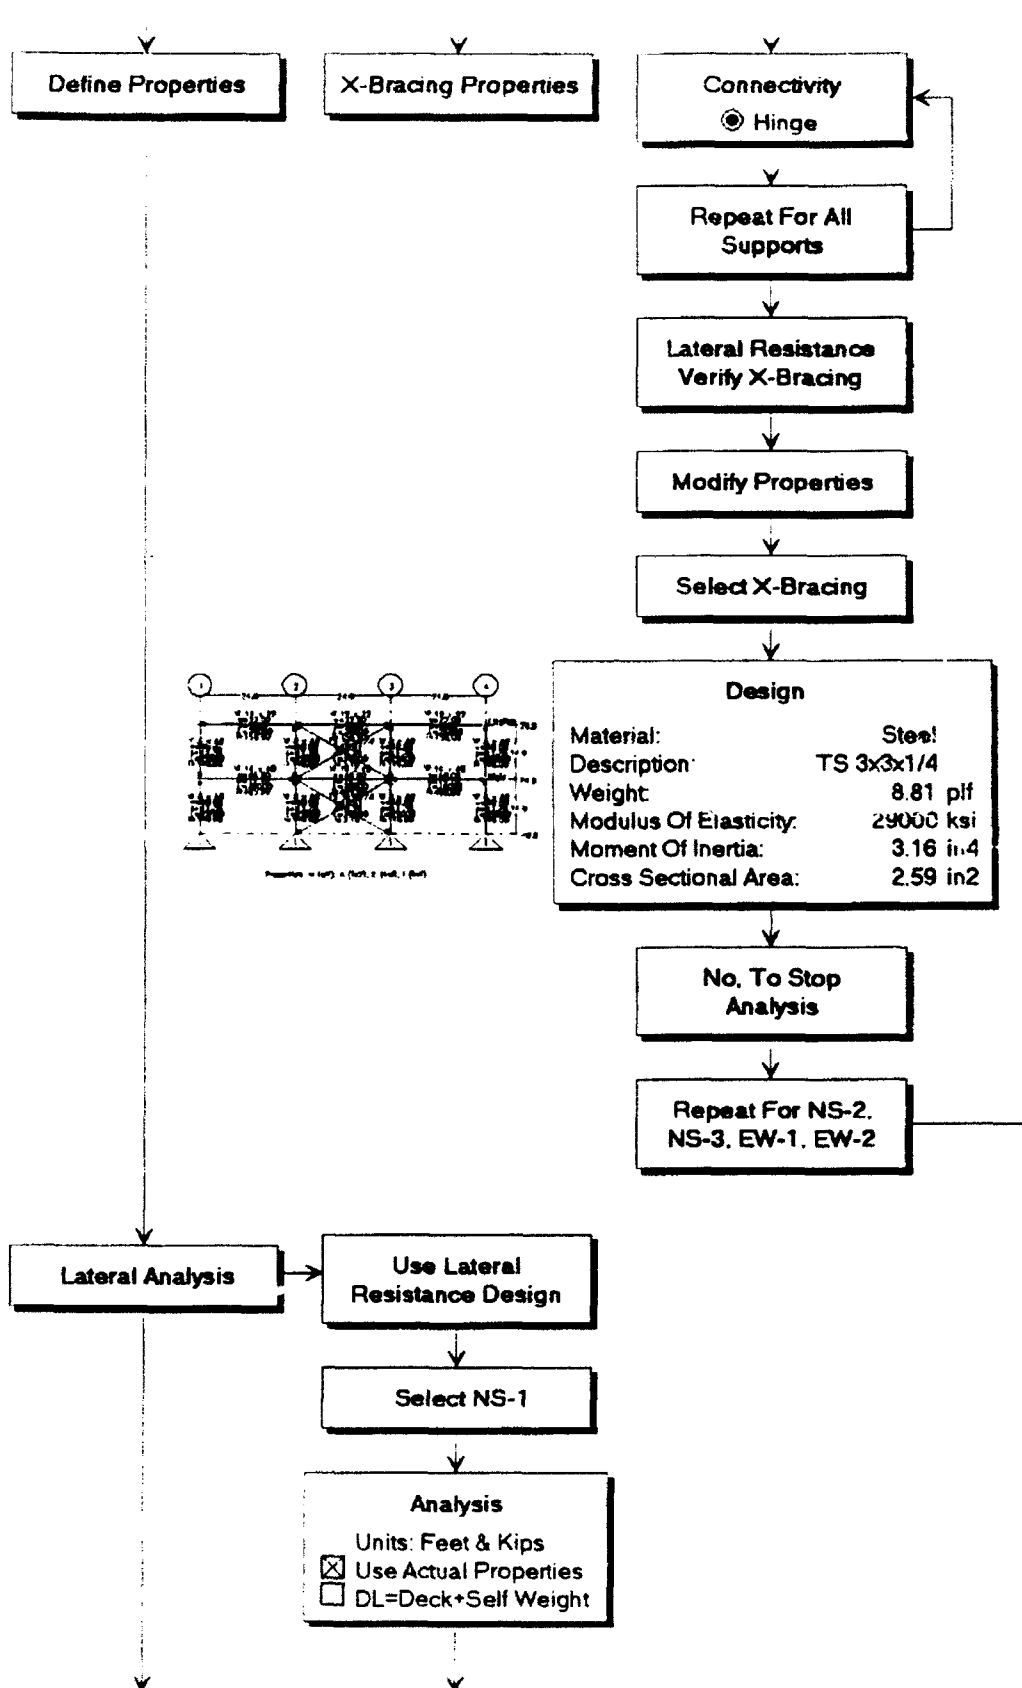 Define Properties
X-Bracing Properties
Connectivity
Hinge
Repeat For All
Supports
Lateral Resistance
Verify X-Bracing
Modify Properties
Select X-Bracing
1 2 3 4
Design
Material: Steel
Description: TS 3x3x1/4
Weight: 8.81 plf
Modulus Of Elasticity: 29000 ksi
Moment Of Inertia: 3.16 in4
Cross Sectional Area: 2.59 in2
No, To Stop
Analysis
Repeat For NS-2,
NS-3, EW-1, EW-2
Lateral Analysis
Use Lateral
Resistance Design
Select NS-1
Analysis
Units: Feet & Kips
Use Actual Properties
DL=Deck+Self Weight